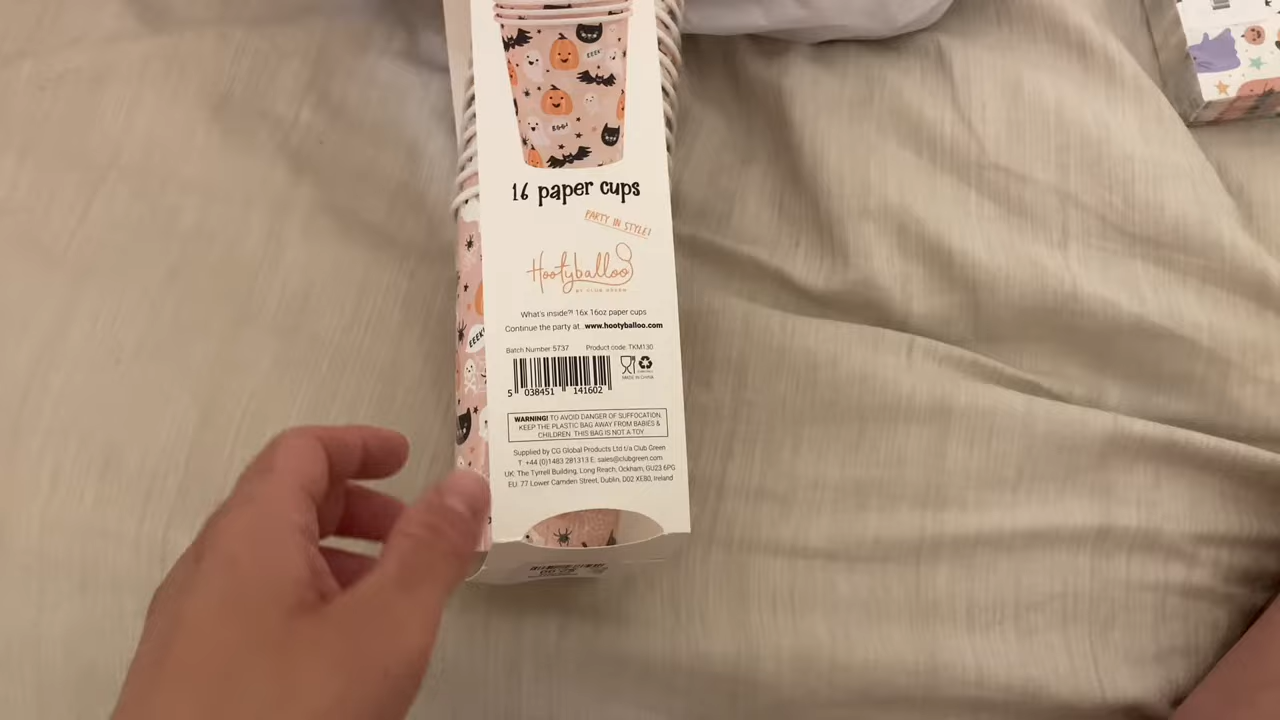 EEEK!
BOO!
16 paper cups
PARTY IN STYLE!
Hootyballoo
BY CLUB GREEN
What's inside?! 16x 16oz paper cups
Continue the party at..www.hootyballoo.com
Batch Number 5737 Product code: TKM130
MADE IN CHINA
5 038451 141602
WARNING! TO AVOID DANGER OF SUFFOCATION,
KEEP THE PLASTIC BAG AWAY FROM BABIES &
CHILDREN. THIS BAG IS NOT A TOY.
Supplied by CG Global Products Ltd t/a Club Green
T: +44 (0)1483 281313 E: sales@clubgreen.com
UK: The Tyrrell Building, Long Reach, Ockham, GU23 6PG
EU: 77 Lower Camden Street, Dublin, D02 XE80, Ireland
EEEK!